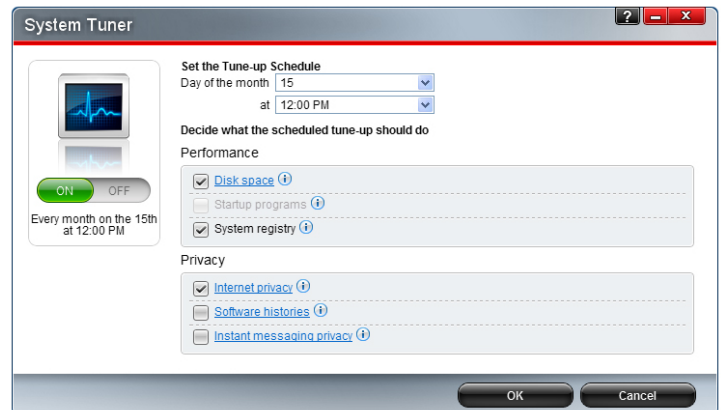 System Tuner
?
Set the Tune-up Schedule
Day of the month 15
at 12:00 PM
Decide what the scheduled tune-up should do
Performance
Disk space
Startup programs
System registry
ON OFF
Every month on the 15th
at 12:00 PM
Privacy
Internet privacy
Software histories
Instant messaging privacy
OK Cancel